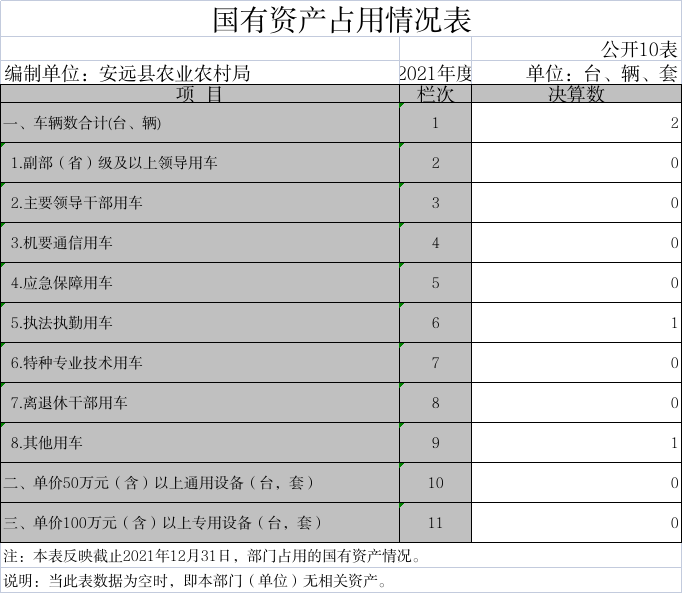 国有资产占用情况表
公开10表
编制单位：安远县农业农村局 2021年度 单位：台、辆、套
项 目 栏次 决算数
一、车辆数合计(台、辆) 1 2
1.副部（省）级及以上领导用车 2 0
2.主要领导干部用车 3 0
3.机要通信用车 4 0
4.应急保障用车 5 0
5.执法执勤用车 6 1
6.特种专业技术用车 7 0
7.离退休干部用车 8 0
8.其他用车 9 1
二、单价50万元（含）以上通用设备（台，套） 10 0
三、单价100万元（含）以上专用设备（台，套） 11 0
注：本表反映截止2021年12月31日，部门占用的国有资产情况。
说明：当此表数据为空时，即本部门（单位）无相关资产。